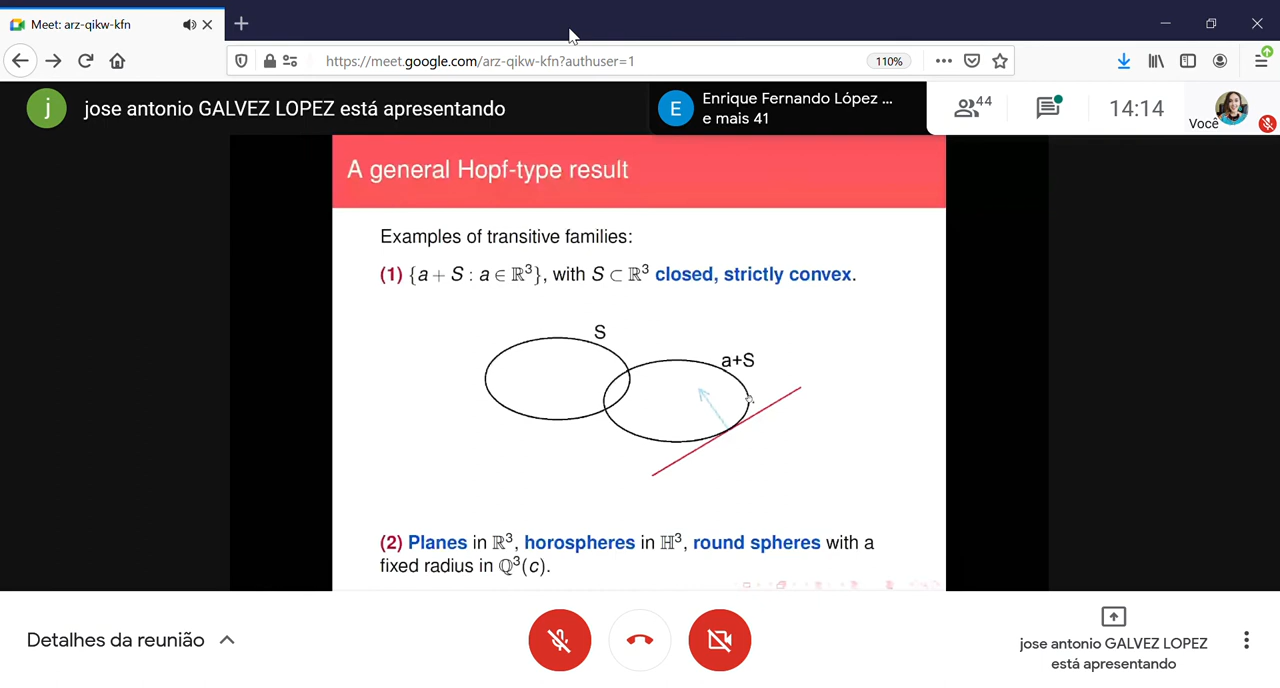 Meet: arz-qikw-kfn
https://meet.google.com/arz-qikw-kfn?authuser=1
110%
j
jose antonio GALVEZ LOPEZ está apresentando
E
Enrique Fernando López ...
e mais 41
44
14:14
Você
A general Hopf-type result
Examples of transitive families:
(1) {a + S : a ∈ ℝ³}, with S ⊂ ℝ³ closed, strictly convex.
S
a+S
(2) Planes in ℝ³, horospheres in ℍ³, round spheres with a
fixed radius in ℚ³(c).
Detalhes da reunião
jose antonio GALVEZ LOPEZ
está apresentando